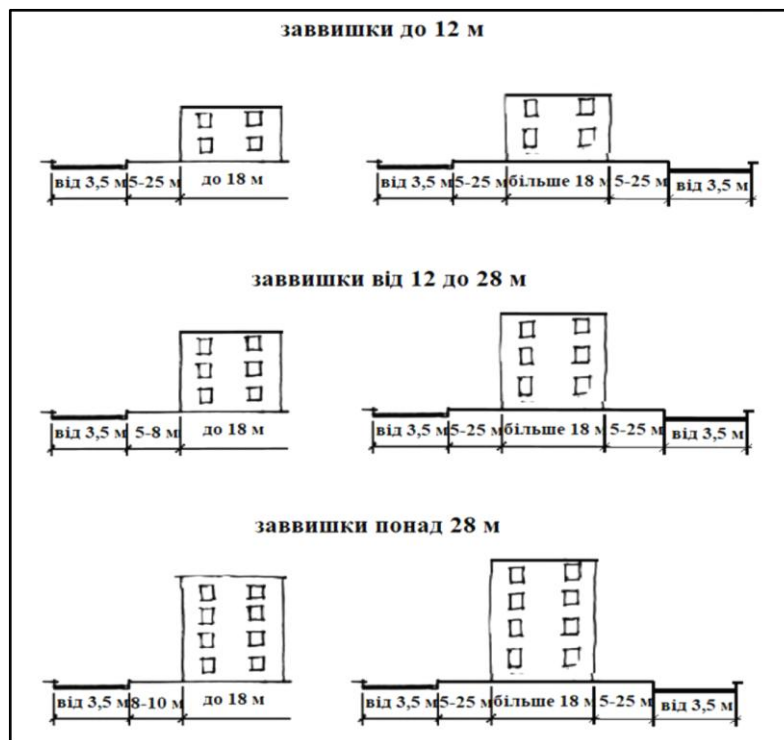 заввишки до 12 м
від 3,5 м 5-25 м до 18 м
від 3,5 м 5-25 м більше 18 м 5-25 м від 3,5 м
заввишки від 12 до 28 м
від 3,5 м 5-8 м до 18 м
від 3,5 м 5-25 м більше 18 м 5-25 м від 3,5 м
заввишки понад 28 м
від 3,5 м 8-10 м до 18 м
від 3,5 м 5-25 м більше 18 м 5-25 м від 3,5 м